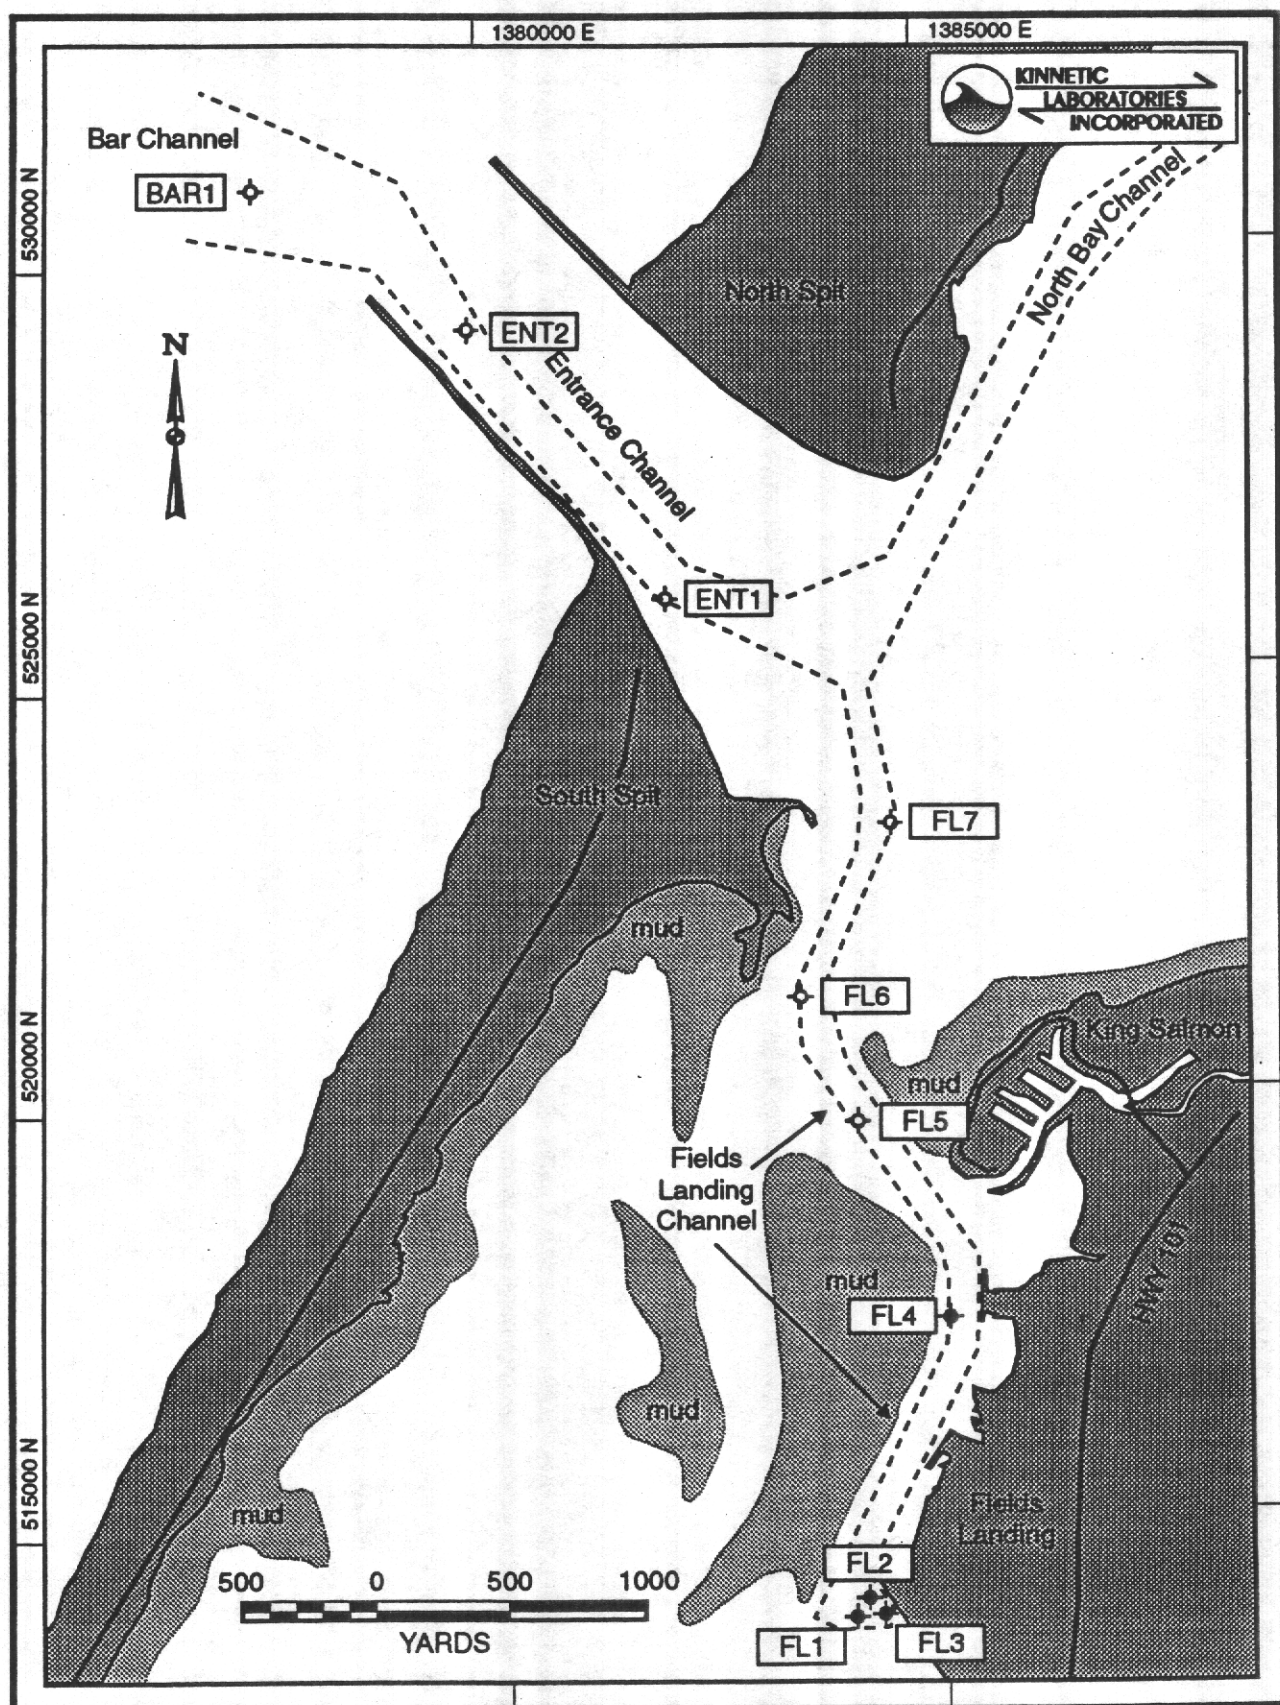 1380000 E
1385000 E
KINNETIC
LABORATORIES
INCORPORATED
Bar Channel
BAR1
530000 N
North Bay Channel
North Spit
N
ENT2
Entrance Channel
ENT1
525000 N
South Spit
FL7
mud
FL6
King Salmon
520000 N
mud
FL5
Fields
Landing
Channel
mud
FL4
HWY 101
mud
515000 N
mud
Fields
Landing
FL2
500 0 500 1000
YARDS
FL1
FL3